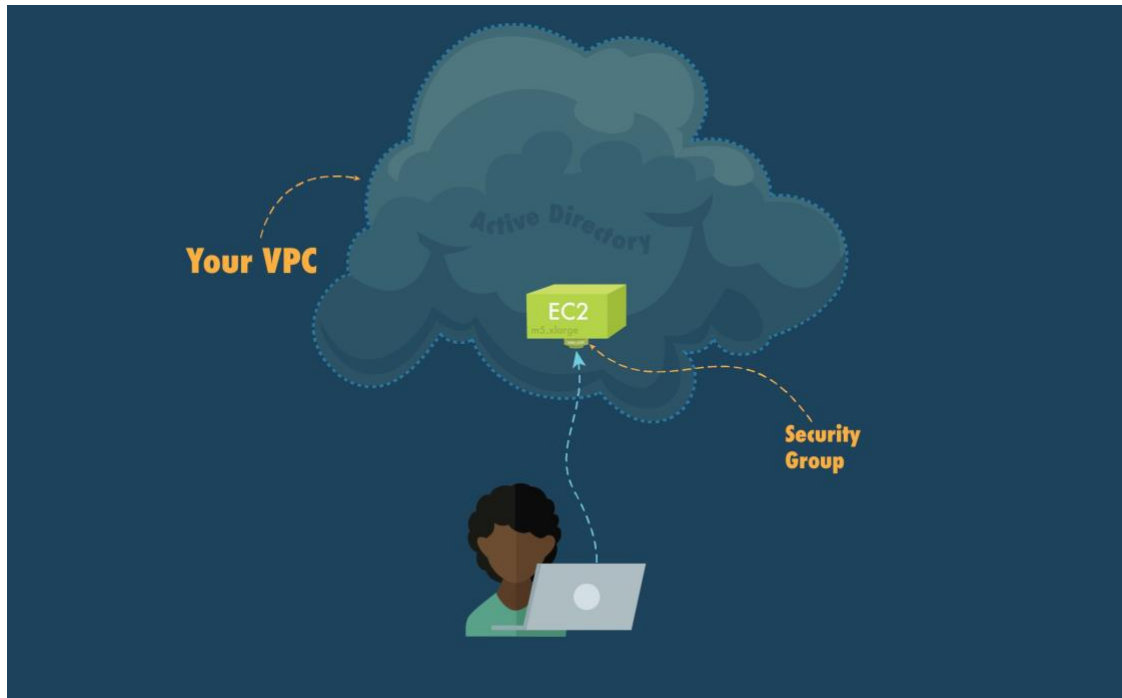 Active Directory
Your VPC
EC2
m5.xlarge
Security
Group